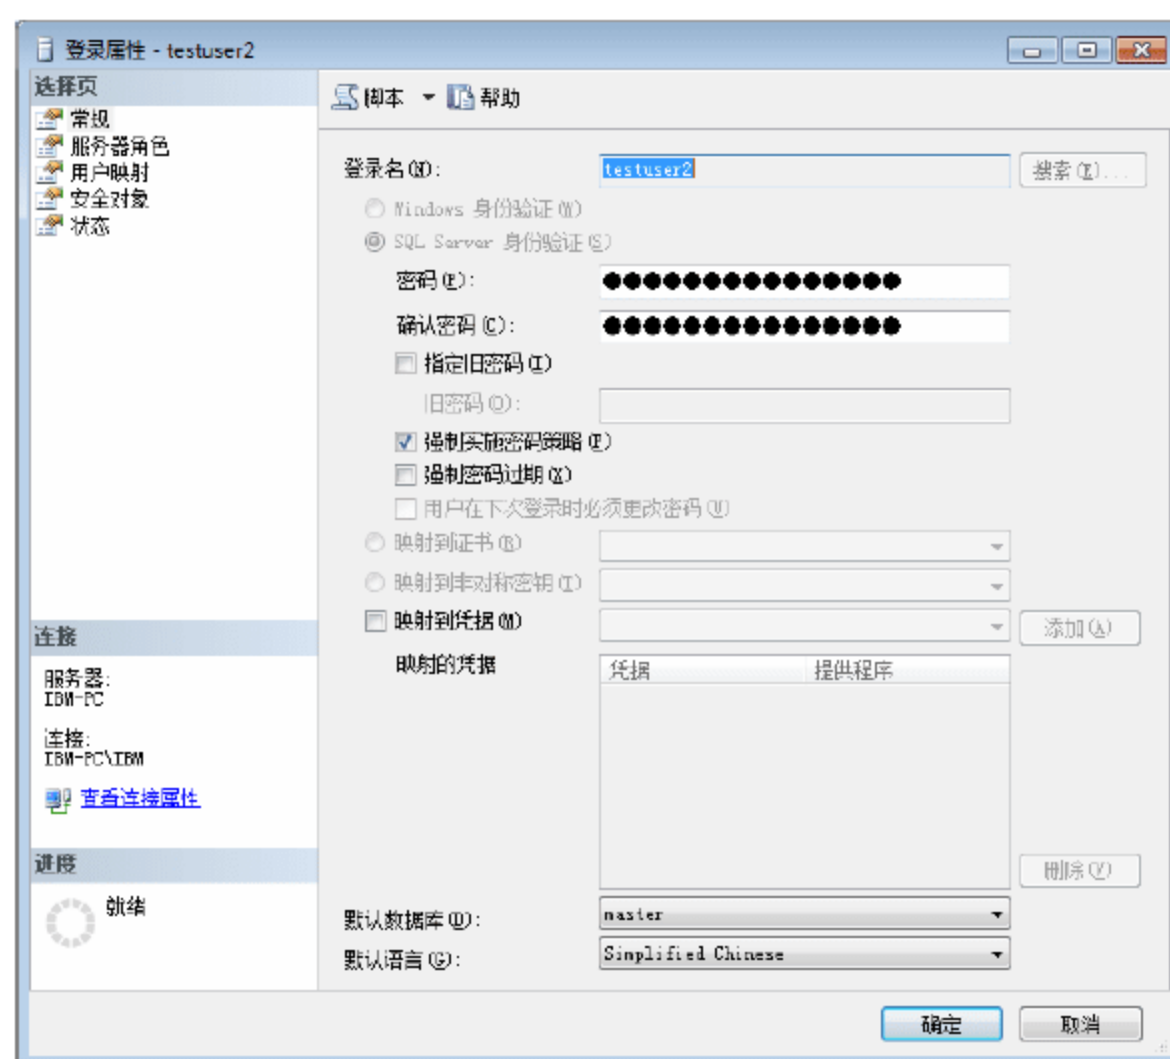 登录属性 - testuser2
选择页
常规
服务器角色
用户映射
安全对象
状态
脚本 帮助
登录名(N): testuser2 搜索(E)...
Windows 身份验证(W)
SQL Server 身份验证(S)
密码(P): ●●●●●●●●●●●●●●●
确认密码(C): ●●●●●●●●●●●●●●●
指定旧密码(I)
旧密码(O):
强制实施密码策略(F)
强制密码过期(X)
用户在下次登录时必须更改密码(U)
映射到证书(R)
映射到非对称密钥(T)
映射到凭据(M) 添加(A)
映射的凭据 凭据 提供程序
删除(V)
默认数据库(D): master
默认语言(G): Simplified Chinese
连接
服务器:
IBM-PC
连接:
IBM-PC\IBM
查看连接属性
进度
就绪
确定 取消